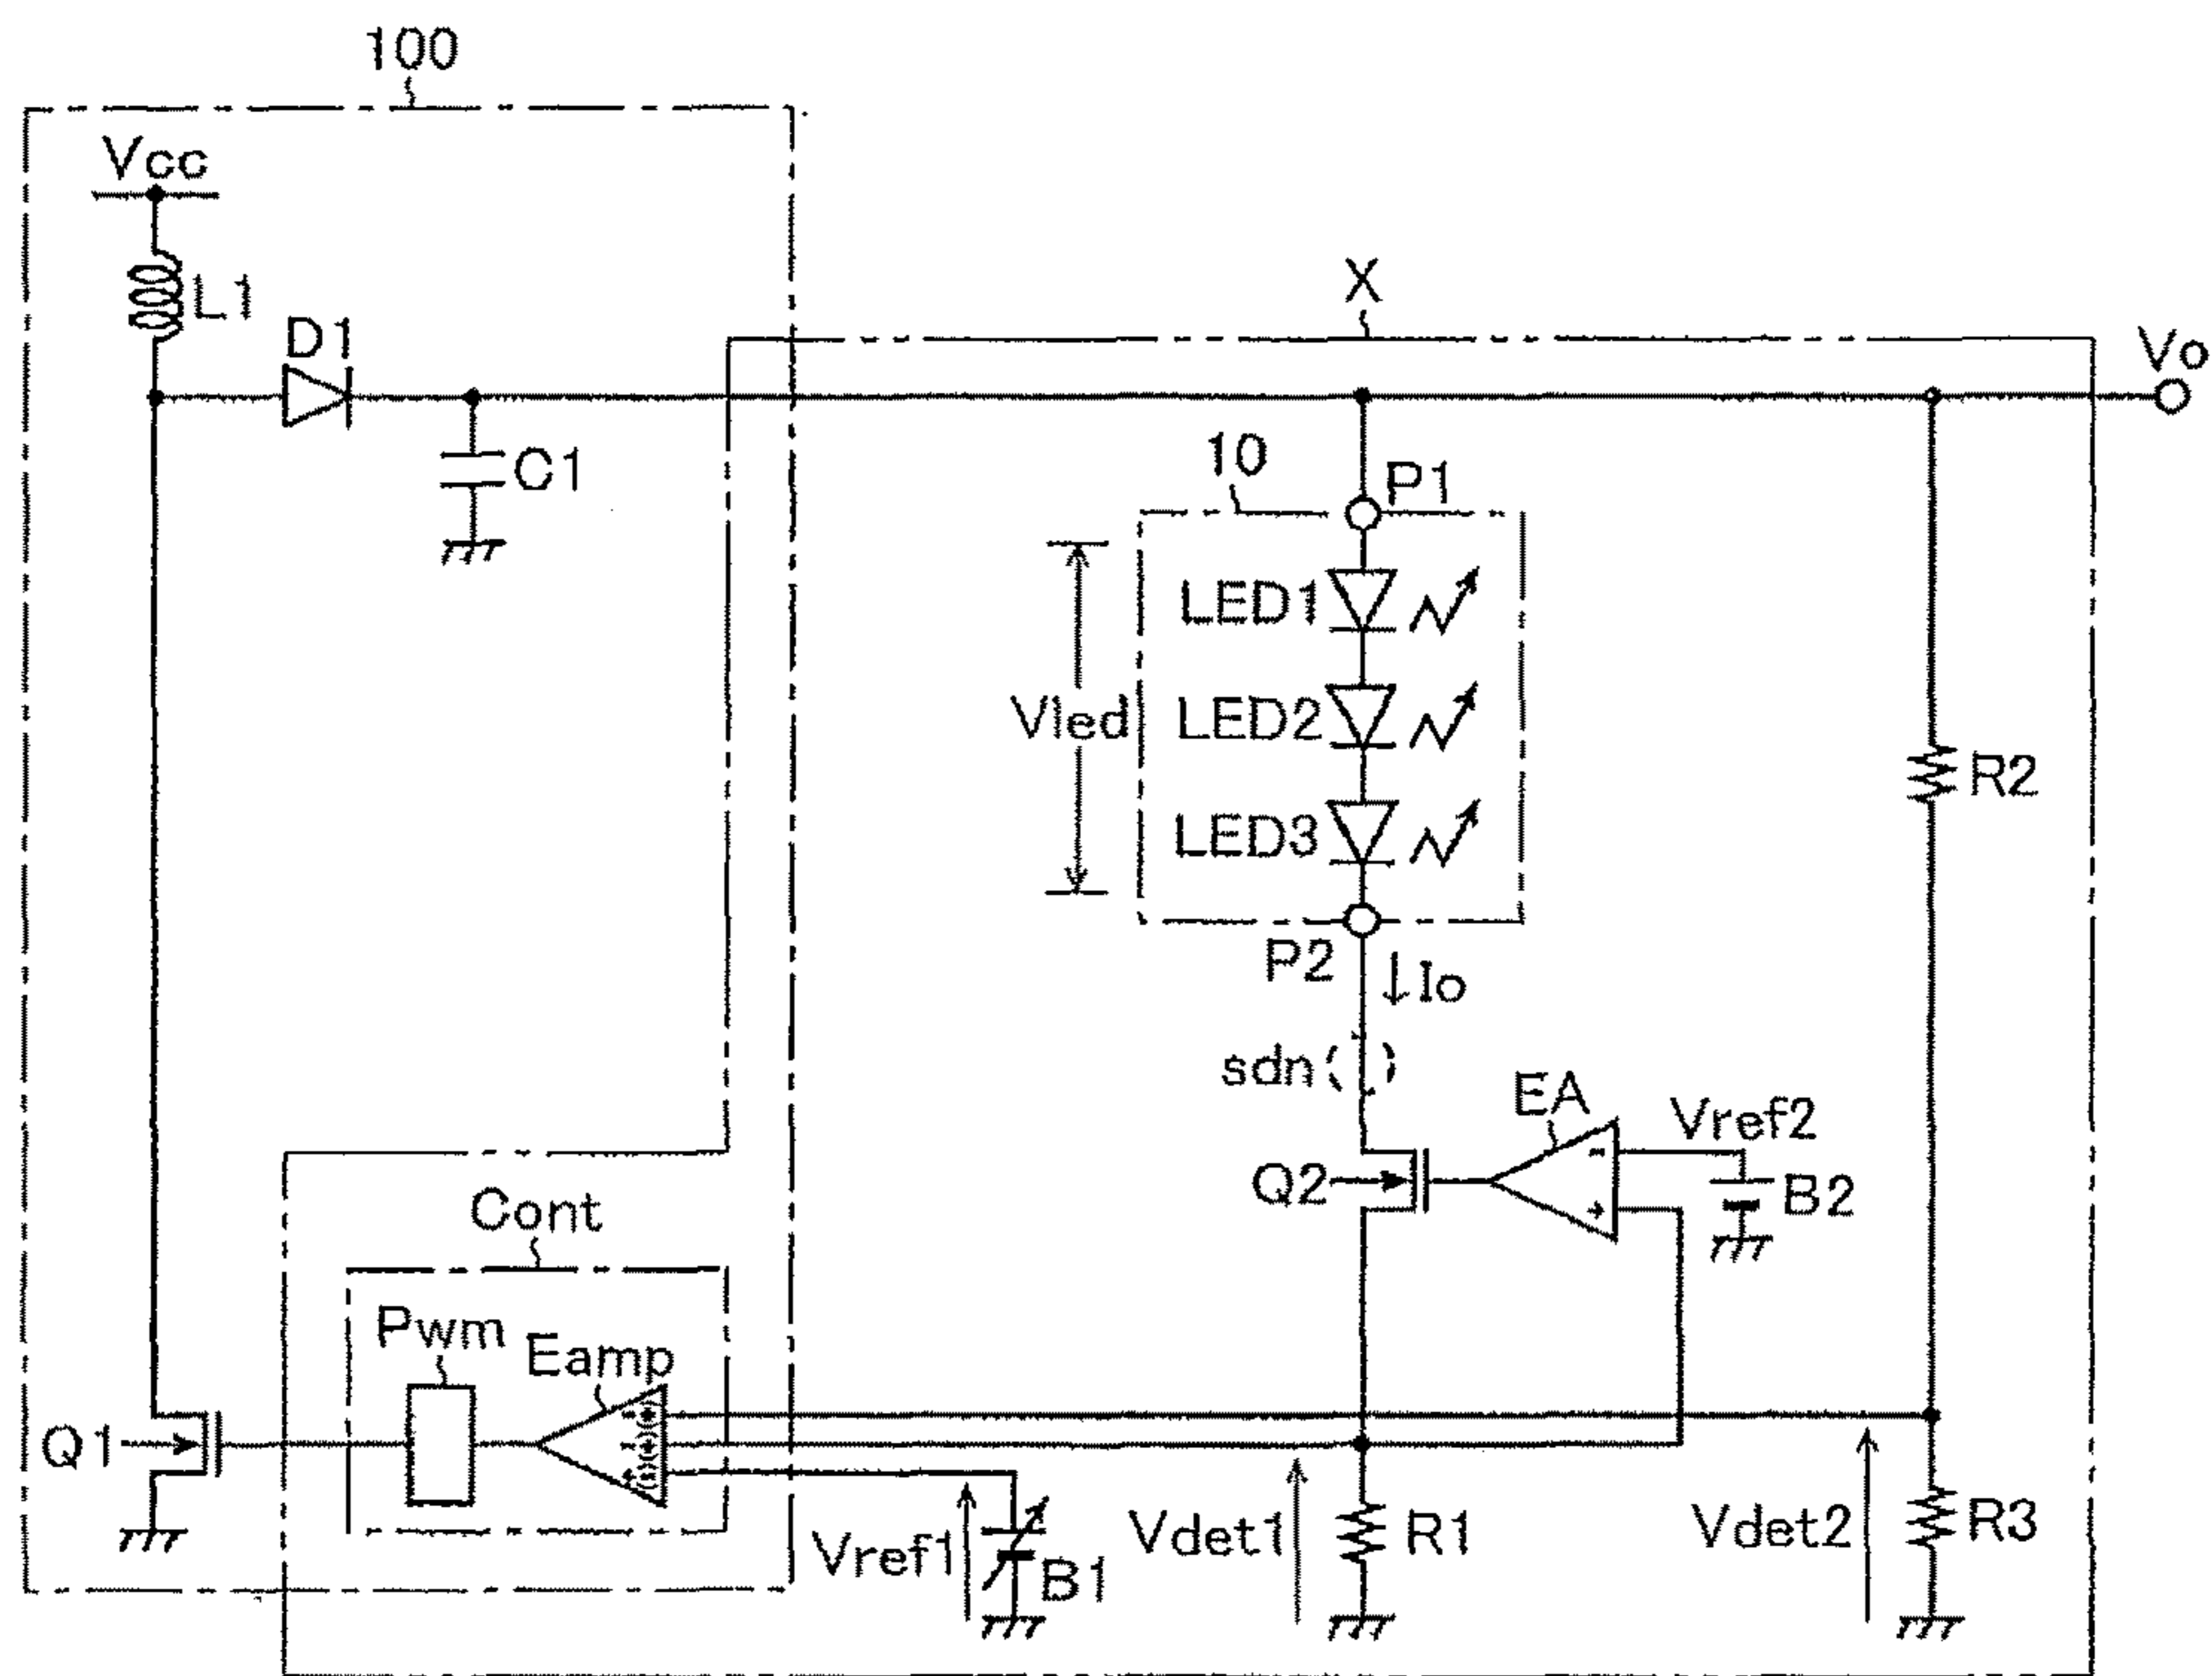 100
Vcc
L1
D1
C1
X
Vo
10
P1
LED1
Vled
LED2
LED3
R2
P2
Io
sdn
EA
Vref2
Q2
B2
Cont
Pwm
Eamp
Q1
Vref1
B1
Vdet1
R1
Vdet2
R3